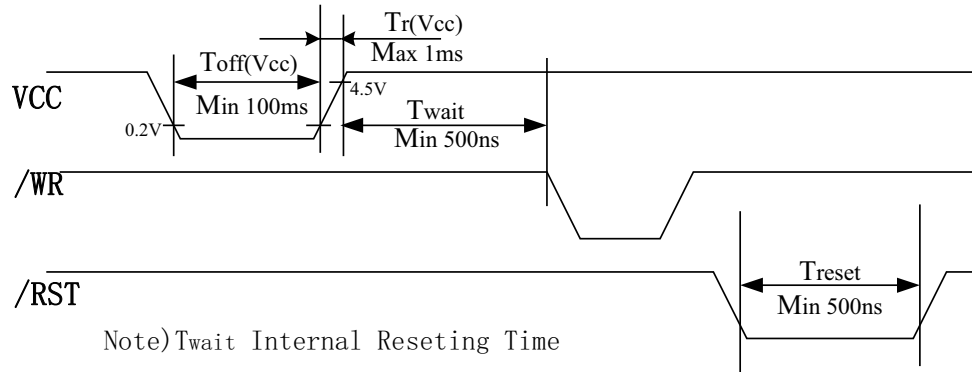 Tr(Vcc)
Max 1ms
Toff(Vcc)
Min 100ms
VCC
4.5V
0.2V
Twait
Min 500ns
/WR
Treset
Min 500ns
/RST
Note)Twait Internal Reseting Time